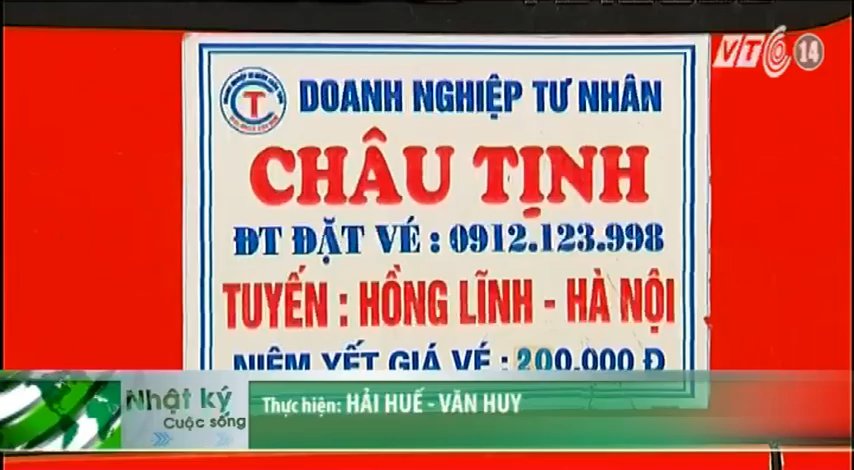 VTC 14
CT
DOANH NGHIỆP TƯ NHÂN
CHÂU TỊNH
ĐT ĐẶT VÉ : 0912.123.998
TUYẾN : HỒNG LĨNH - HÀ NỘI
NIÊM YẾT GIÁ VÉ : 200.000 Đ
Nhật ký
Cuộc sống
Thực hiện: HẢI HUẾ - VĂN HUY